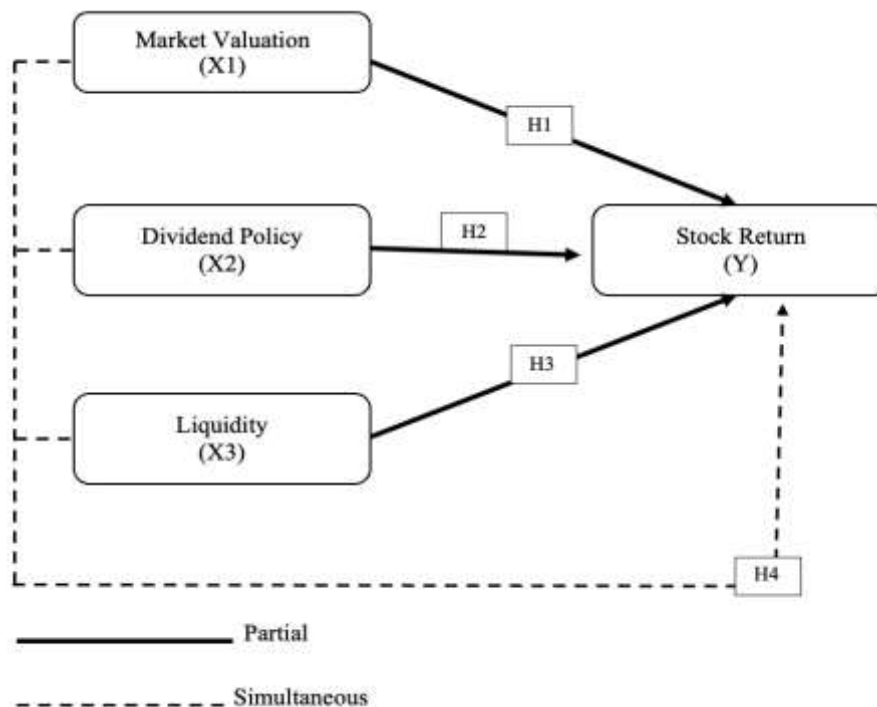 Market Valuation
(X1)
H1
Dividend Policy
(X2)
H2
Stock Return
(Y)
H3
Liquidity
(X3)
H4
Partial
Simultaneous